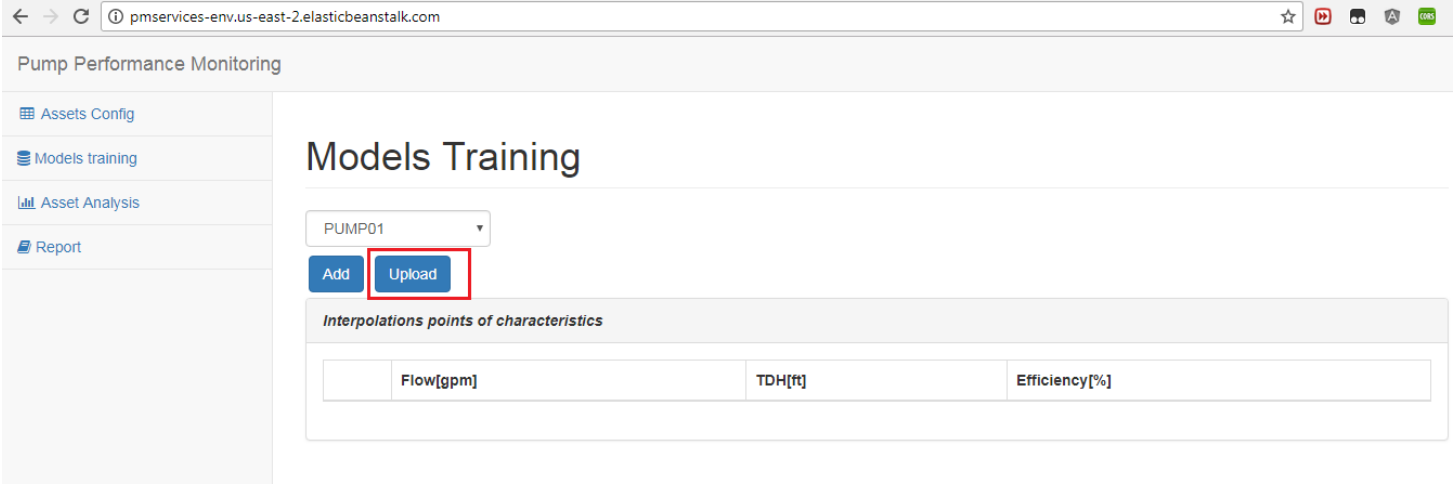 pmservices-env.us-east-2.elasticbeanstalk.com
CORS
Pump Performance Monitoring
Assets Config
Models training
Asset Analysis
Report
Models Training
PUMP01
Add Upload
Interpolations points of characteristics
Flow[gpm] TDH[ft] Efficiency[%]